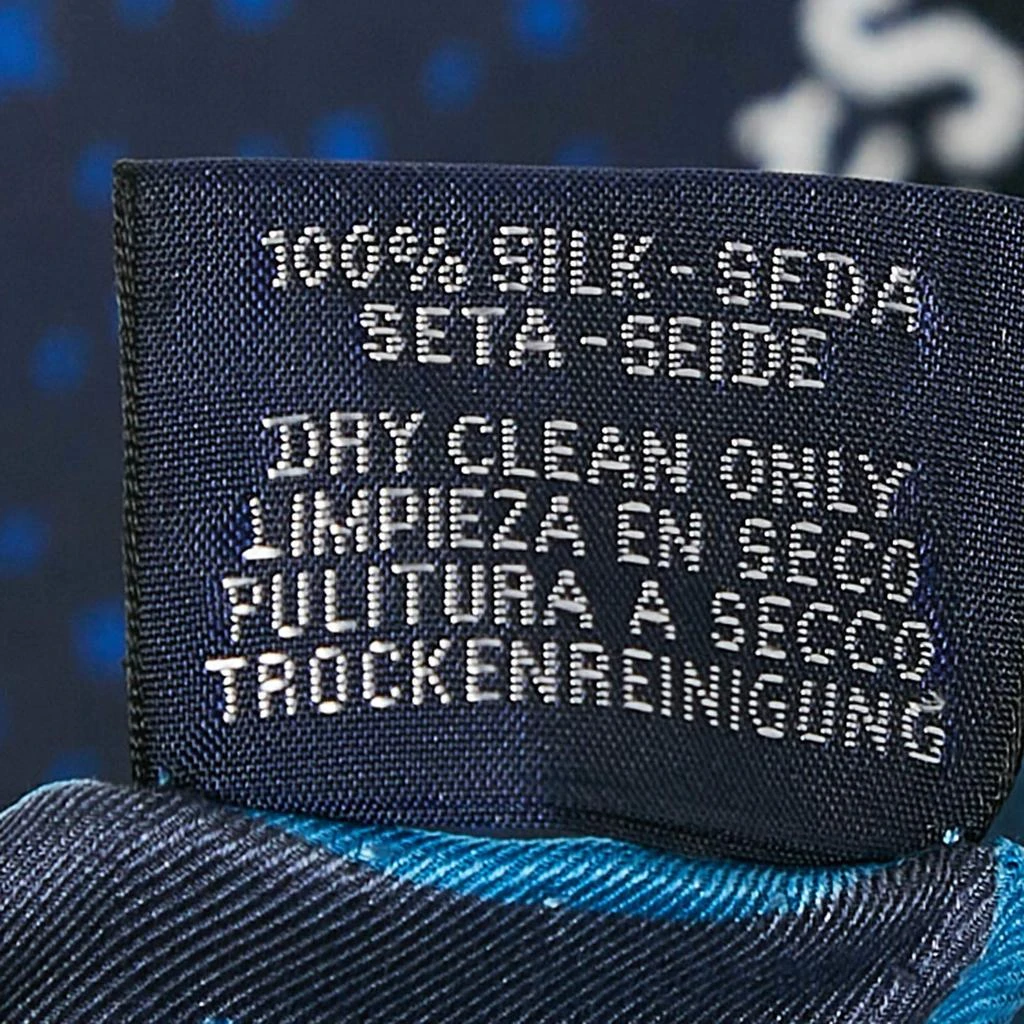 100% SILK - SEDA
SETA - SEIDE
DRY CLEAN ONLY
LIMPIEZA EN SECO
PULITURA A SECCO
TROCKENREINIGUNG